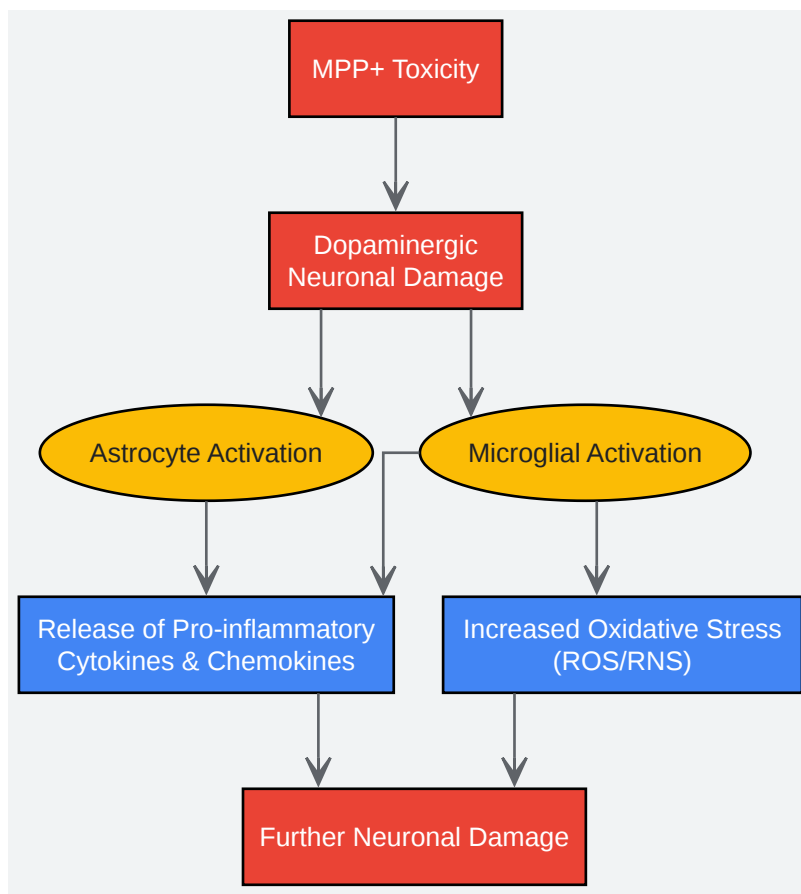 MPP+ Toxicity
Dopaminergic
Neuronal Damage
Astrocyte Activation
Microglial Activation
Release of Pro-inflammatory
Cytokines & Chemokines
Increased Oxidative Stress
(ROS/RNS)
Further Neuronal Damage